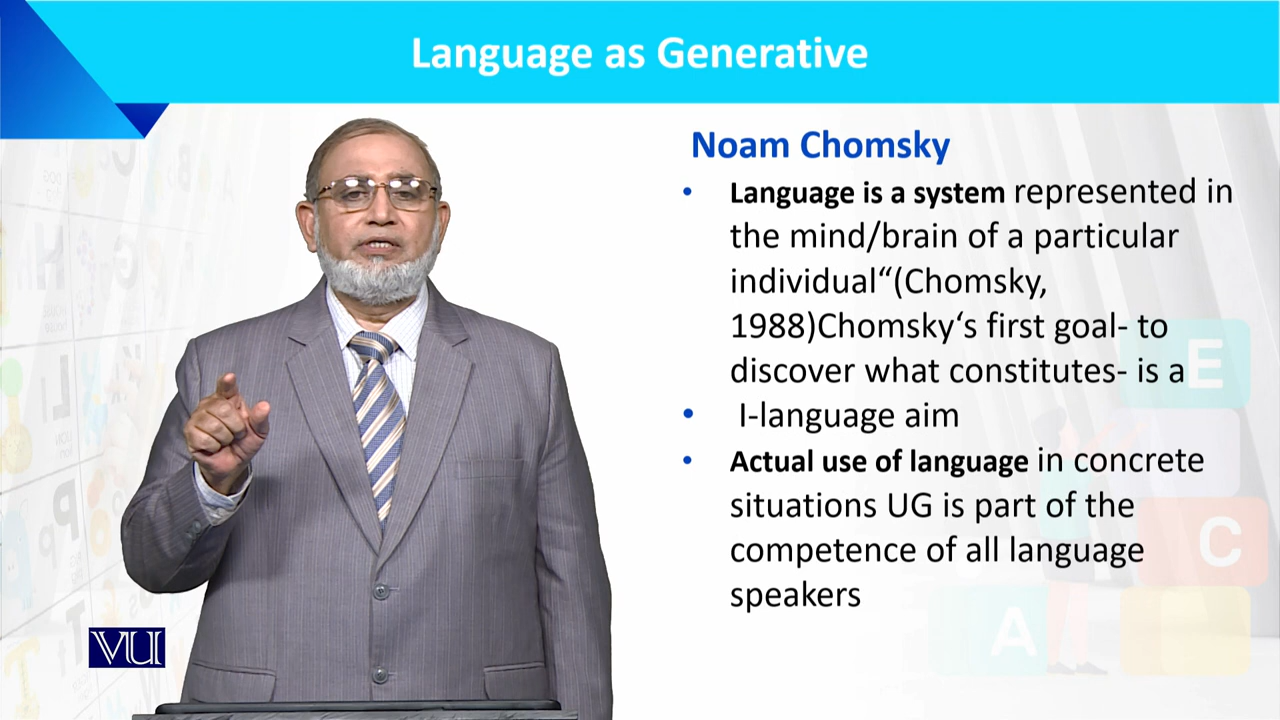 Language as Generative
Noam Chomsky
• Language is a system represented in
the mind/brain of a particular
individual“(Chomsky,
1988)Chomsky‘s first goal- to
discover what constitutes- is a
• I-language aim
• Actual use of language in concrete
situations UG is part of the
competence of all language
speakers
VU
E
C
A